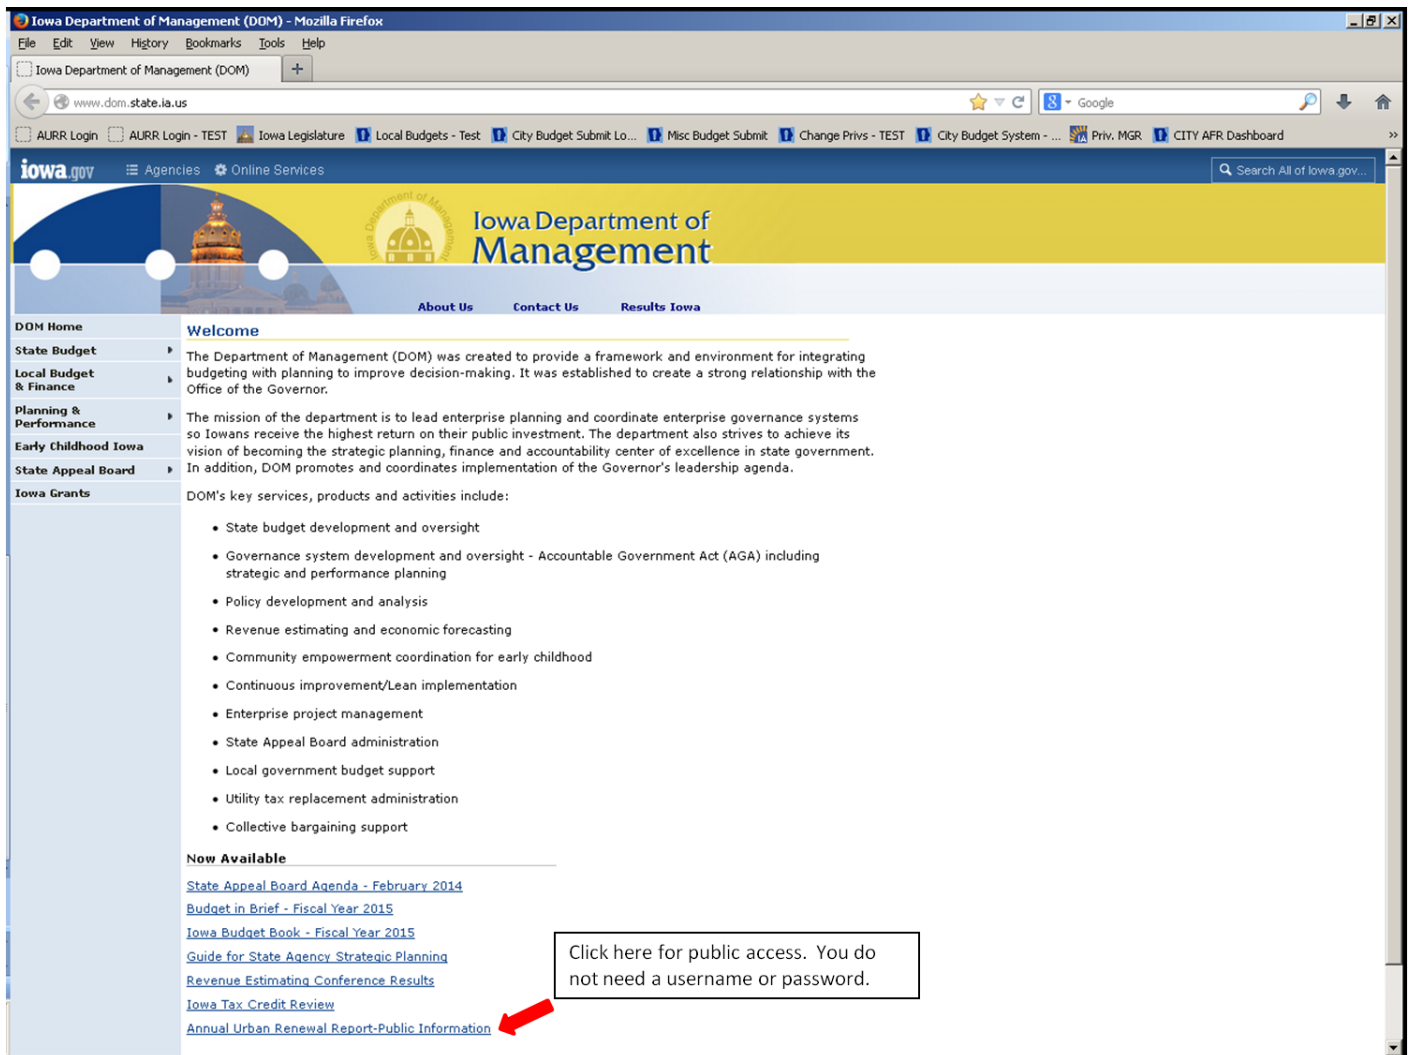 Iowa Department of Management (DOM) - Mozilla Firefox
File Edit View History Bookmarks Tools Help
Iowa Department of Management (DOM) +
www.dom.state.ia.us
Google
AURR Login AURR Login - TEST Iowa Legislature Local Budgets - Test City Budget Submit Lo... Misc Budget Submit Change Privs - TEST City Budget System - ... Priv. MGR CITY AFR Dashboard »
iowa.gov Agencies Online Services Search All of Iowa.gov...
Iowa Department of Management
Iowa Department of
Management
About Us Contact Us Results Iowa
DOM Home
State Budget
Local Budget
& Finance
Planning &
Performance
Early Childhood Iowa
State Appeal Board
Iowa Grants
Welcome
The Department of Management (DOM) was created to provide a framework and environment for integrating
budgeting with planning to improve decision-making. It was established to create a strong relationship with the
Office of the Governor.
The mission of the department is to lead enterprise planning and coordinate enterprise governance systems
so Iowans receive the highest return on their public investment. The department also strives to achieve its
vision of becoming the strategic planning, finance and accountability center of excellence in state government.
In addition, DOM promotes and coordinates implementation of the Governor's leadership agenda.
DOM's key services, products and activities include:
• State budget development and oversight
• Governance system development and oversight - Accountable Government Act (AGA) including
strategic and performance planning
• Policy development and analysis
• Revenue estimating and economic forecasting
• Community empowerment coordination for early childhood
• Continuous improvement/Lean implementation
• Enterprise project management
• State Appeal Board administration
• Local government budget support
• Utility tax replacement administration
• Collective bargaining support
Now Available
State Appeal Board Agenda - February 2014
Budget in Brief - Fiscal Year 2015
Iowa Budget Book - Fiscal Year 2015
Guide for State Agency Strategic Planning
Revenue Estimating Conference Results
Iowa Tax Credit Review
Annual Urban Renewal Report-Public Information
Click here for public access. You do
not need a username or password.